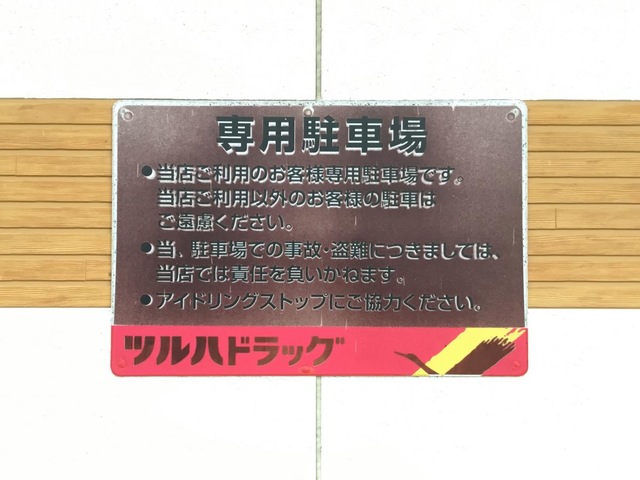 専用駐車場
●当店ご利用のお客様専用駐車場です。
当店ご利用以外のお客様の駐車は
ご遠慮ください。
●当、駐車場での事故・盗難につきましては、
当店では責任を負いかねます。
●アイドリングストップにご協力ください。
ツルハドラッグ